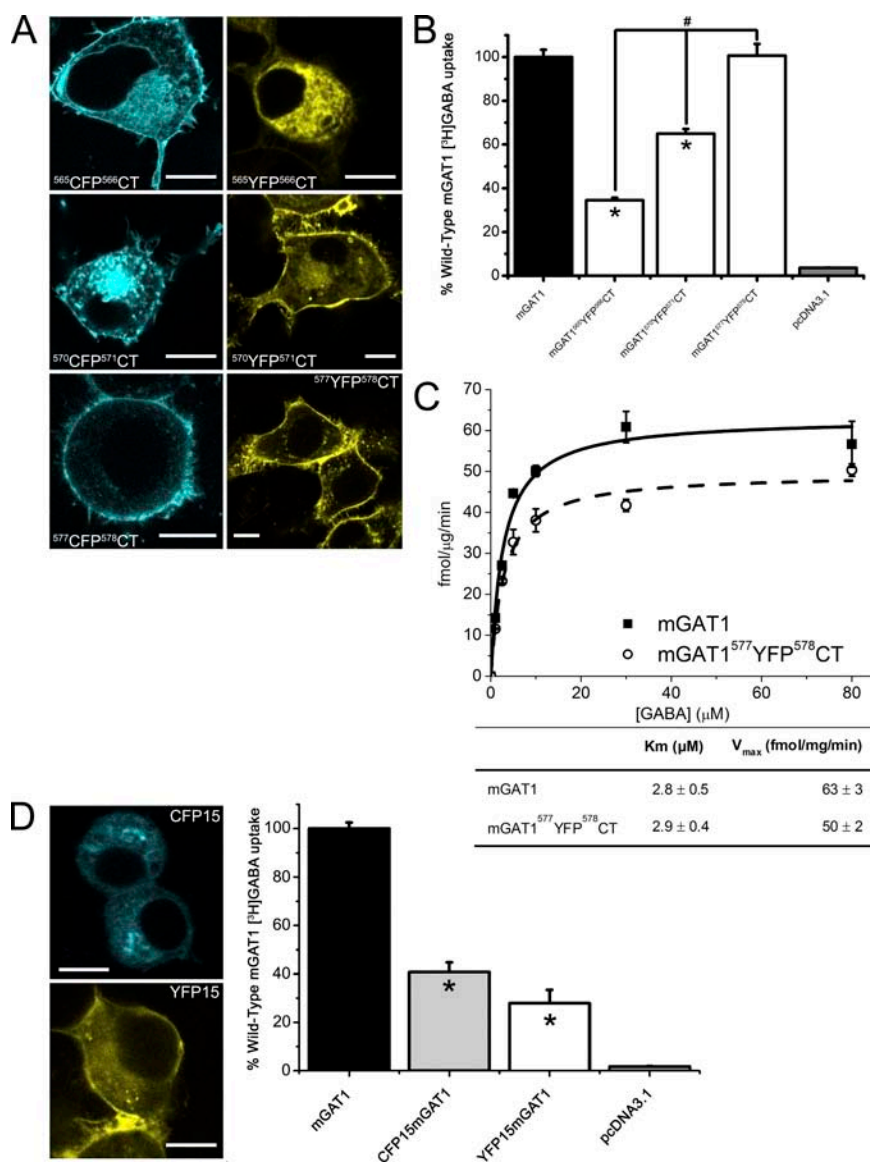 A
⁵⁶⁵CFP⁵⁶⁶CT
⁵⁶⁵YFP⁵⁶⁶CT
⁵⁷⁰CFP⁵⁷¹CT
⁵⁷⁰YFP⁵⁷¹CT
⁵⁷⁷CFP⁵⁷⁸CT
⁵⁷⁷YFP⁵⁷⁸CT
B
% Wild-Type mGAT1 [³H]GABA uptake
100
80
60
40
20
0
#
*
*
mGAT1
mGAT1⁵⁶⁵YFP⁵⁶⁶CT
mGAT1⁵⁷⁰YFP⁵⁷¹CT
mGAT1⁵⁷⁷YFP⁵⁷⁸CT
pcDNA3.1
C
fmol/µg/min
70
60
50
40
30
20
10
0
mGAT1
mGAT1⁵⁷⁷YFP⁵⁷⁸CT
0 20 40 60 80
[GABA] (µM)
Km (µM) Vmax (fmol/mg/min)
mGAT1 2.8 ± 0.5 63 ± 3
mGAT1⁵⁷⁷YFP⁵⁷⁸CT 2.9 ± 0.4 50 ± 2
D
CFP15
YFP15
% Wild-Type mGAT1 [³H]GABA uptake
100
80
60
40
20
0
*
*
mGAT1
CFP15mGAT1
YFP15mGAT1
pcDNA3.1